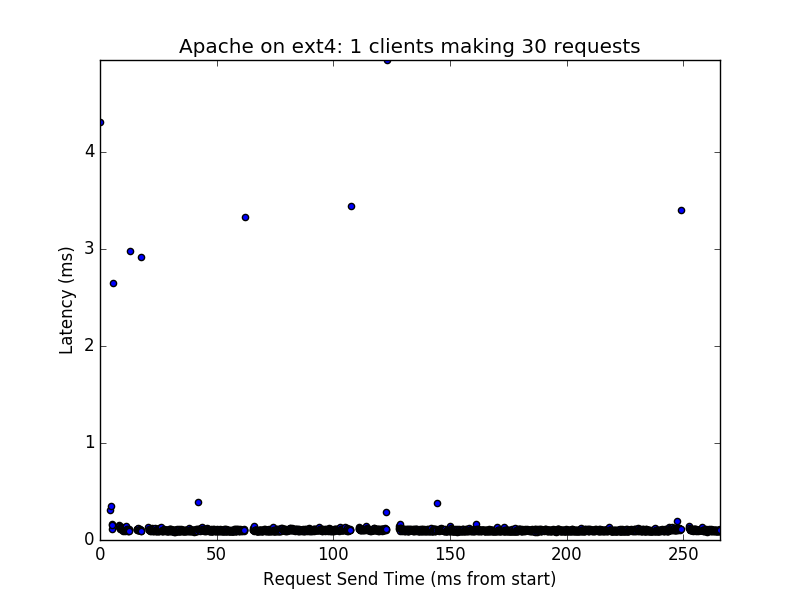 Apache on ext4: 1 clients making 30 requests
4
3
2
1
0
0 50 100 150 200 250
Latency (ms)
Request Send Time (ms from start)